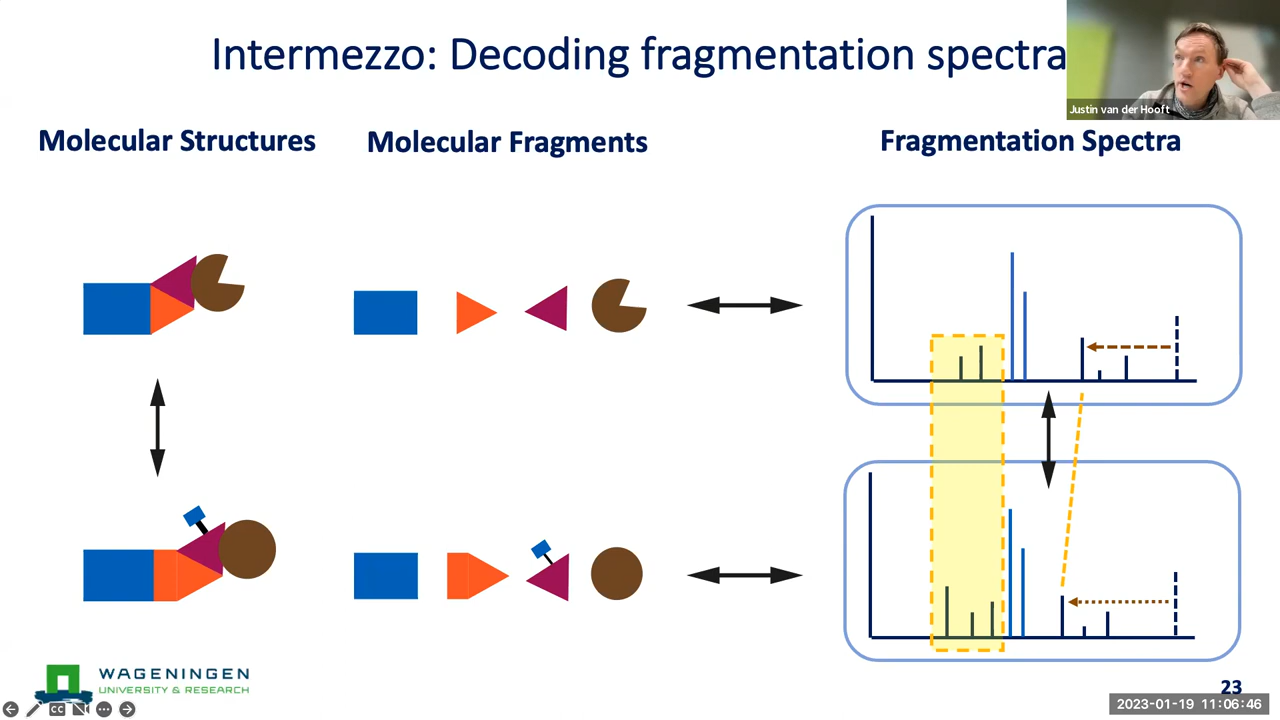 Intermezzo: Decoding fragmentation spectra
Justin van der Hooft
Molecular Structures
Molecular Fragments
Fragmentation Spectra
WAGENINGEN
UNIVERSITY & RESEARCH
23
CC
2023-01-19 11:06:46